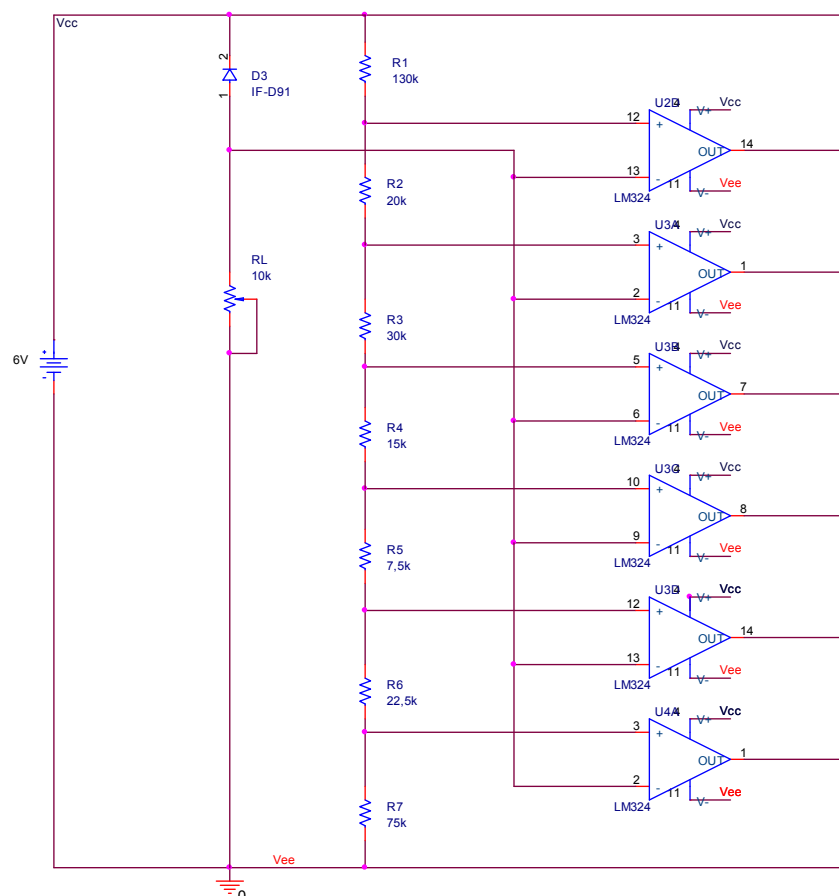 Vcc
2
D3
IF-D91
1
R1
130k
R2
20k
RL
10k
R3
30k
6V
+
-
R4
15k
R5
7,5k
R6
22,5k
R7
75k
Vee
0
U2D
4
V+
Vcc
12
+
OUT
14
13
-
11
V-
Vee
LM324
U3A
4
V+
Vcc
3
+
OUT
1
2
-
11
V-
Vee
LM324
U3B
4
V+
Vcc
5
+
OUT
7
6
-
11
V-
Vee
LM324
U3C
4
V+
Vcc
10
+
OUT
8
9
-
11
V-
Vee
LM324
U3D
4
V+
Vcc
12
+
OUT
14
13
-
11
V-
Vee
LM324
U4A
4
V+
Vcc
3
+
OUT
1
2
-
11
V-
Vee
LM324